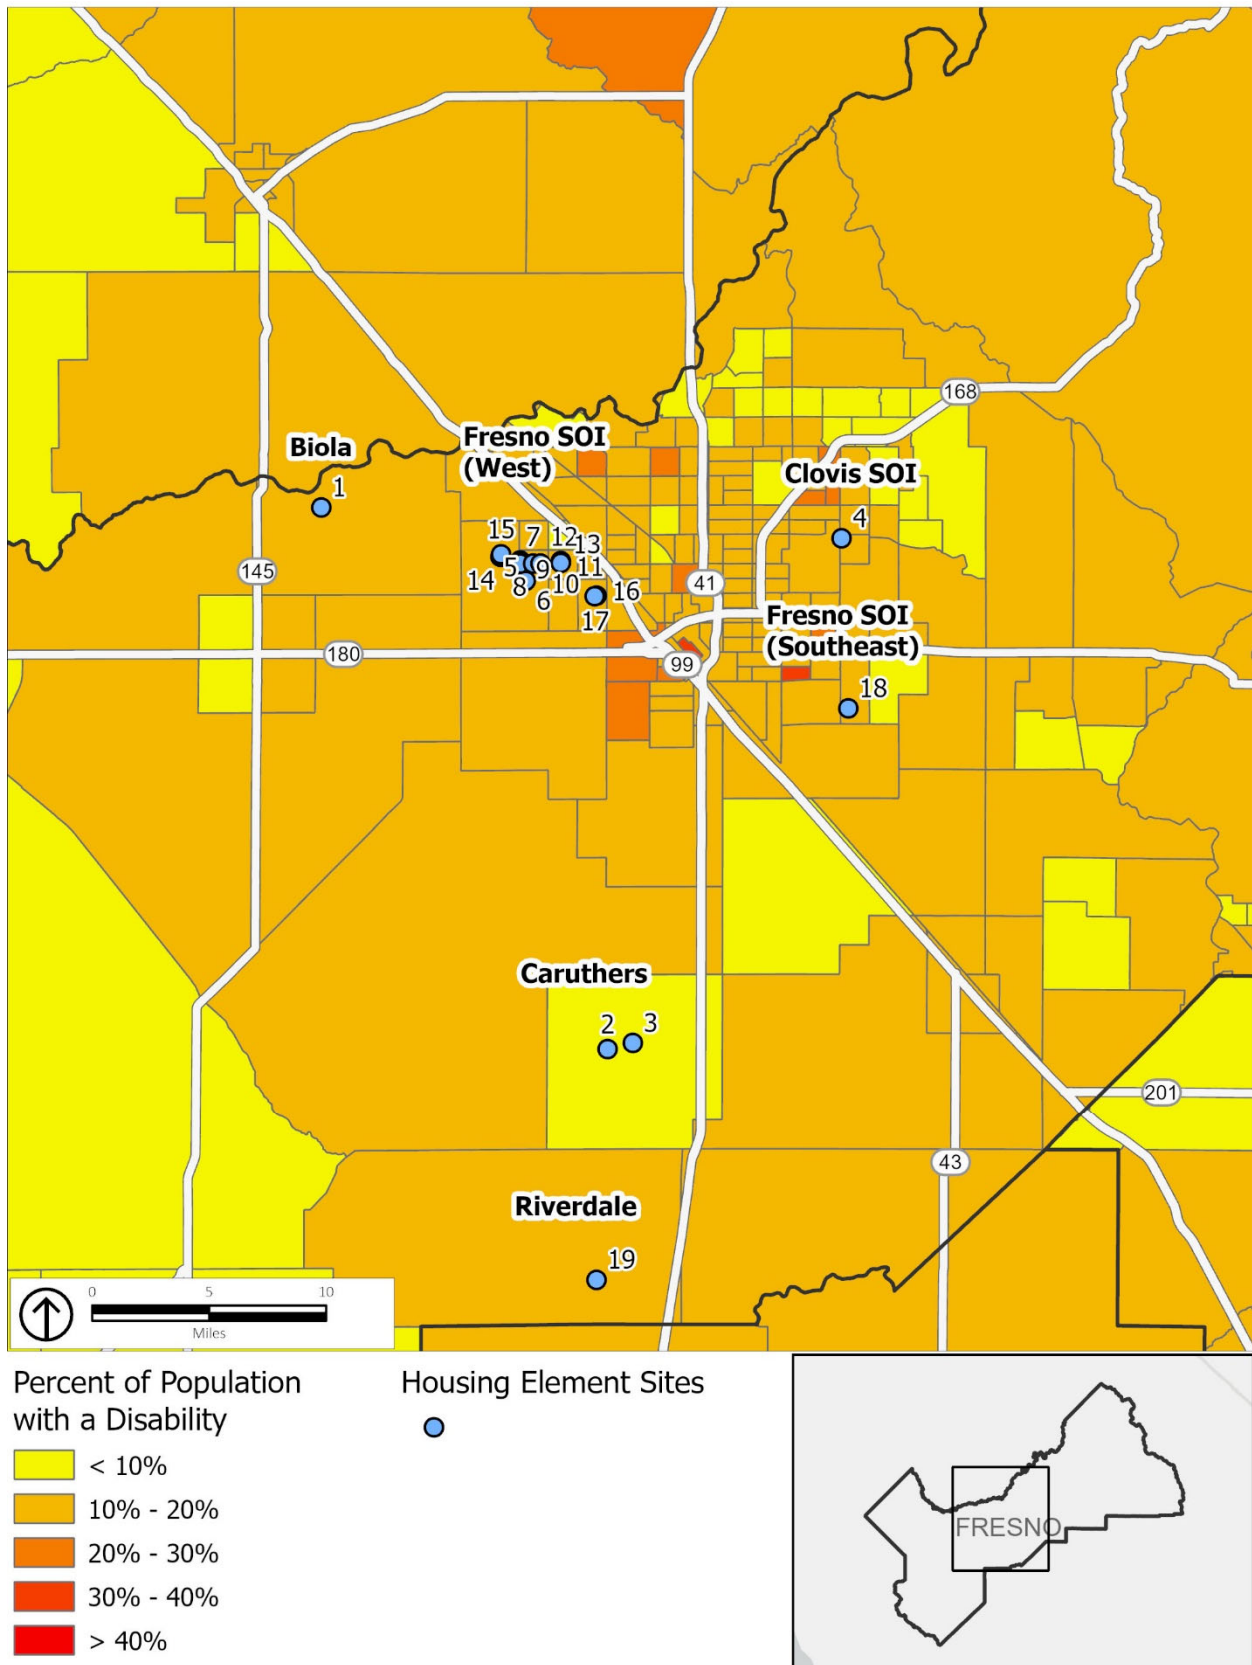 168
Biola
Fresno SOI
(West)
Clovis SOI
1
4
15
7
12
13
5
9
11
14
8
10
16
6
17
145
41
Fresno SOI
(Southeast)
180
99
18
Caruthers
2
3
201
43
Riverdale
19
0
5
10
Miles
Percent of Population
with a Disability
< 10%
10% - 20%
20% - 30%
30% - 40%
> 40%
Housing Element Sites
FRESNO